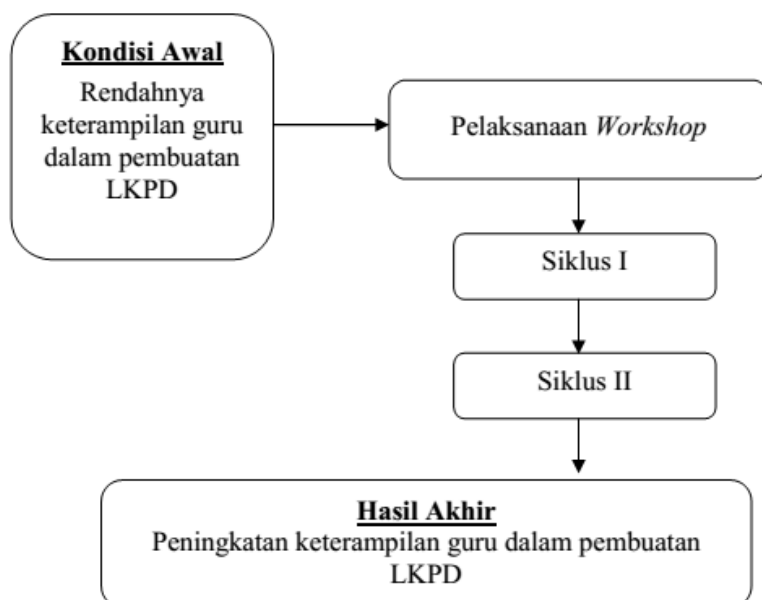 Kondisi Awal
Rendahnya
keterampilan guru
dalam pembuatan
LKPD
Pelaksanaan Workshop
Siklus I
Siklus II
Hasil Akhir
Peningkatan keterampilan guru dalam pembuatan
LKPD